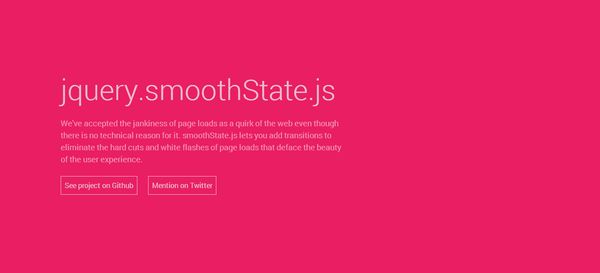 jquery.smoothState.js
We've accepted the jankiness of page loads as a quirk of the web even though
there is no technical reason for it. smoothState.js lets you add transitions to
eliminate the hard cuts and white flashes of page loads that deface the beauty
of the user experience.
See project on Github
Mention on Twitter